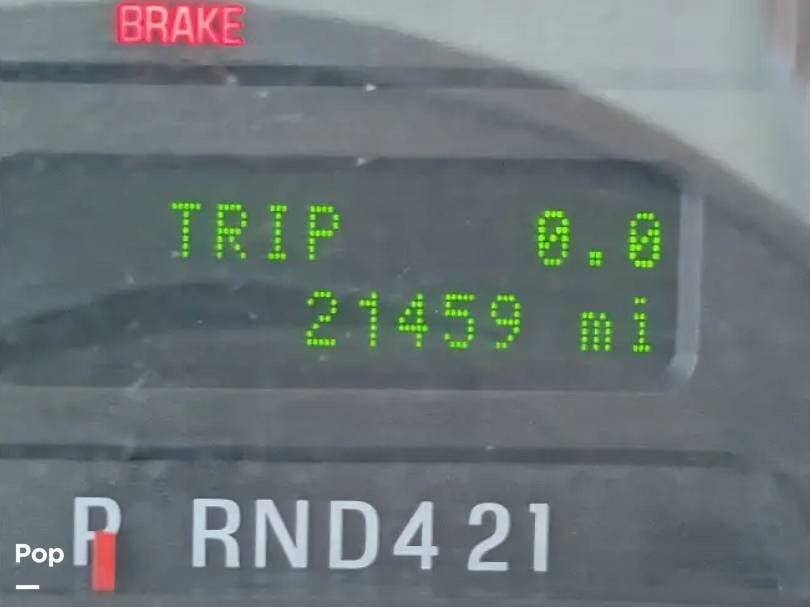 BRAKE
TRIP 0.0
21459 mi
P RND421
Pop